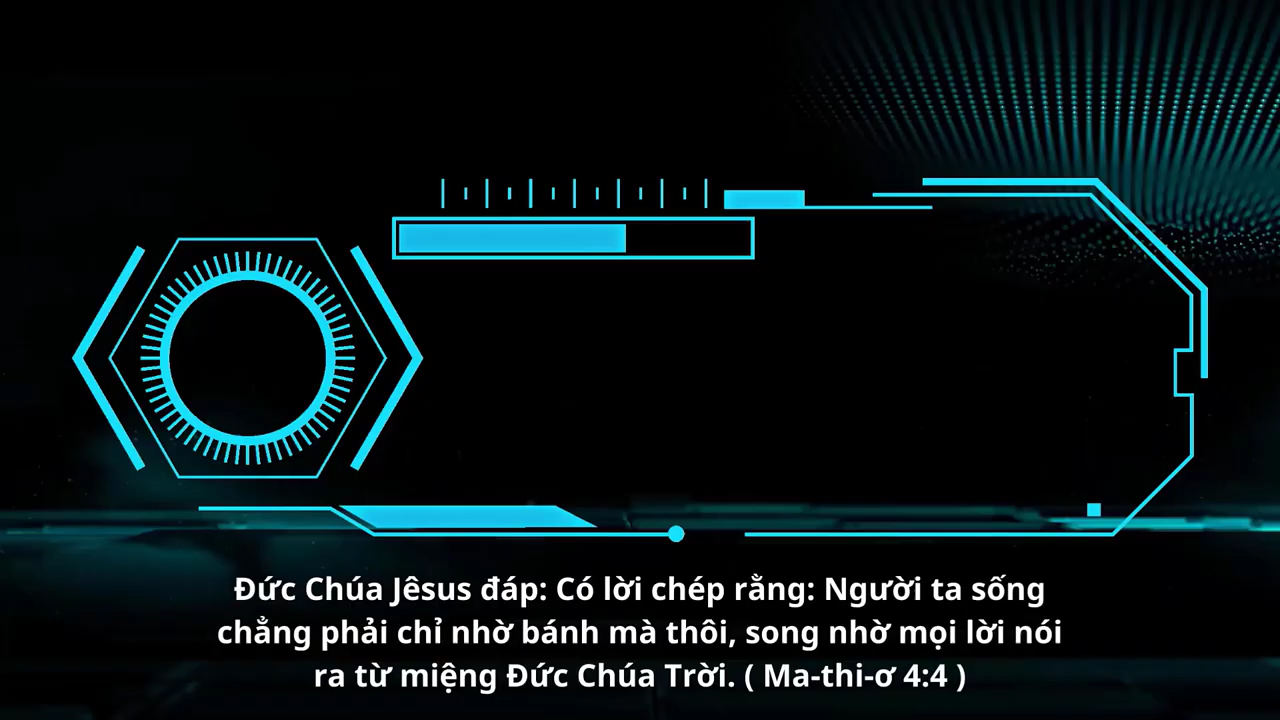 Đức Chúa Jêsus đáp: Có lời chép rằng: Người ta sống
chẳng phải chỉ nhờ bánh mà thôi, song nhờ mọi lời nói
ra từ miệng Đức Chúa Trời. ( Ma-thi-ơ 4:4 )